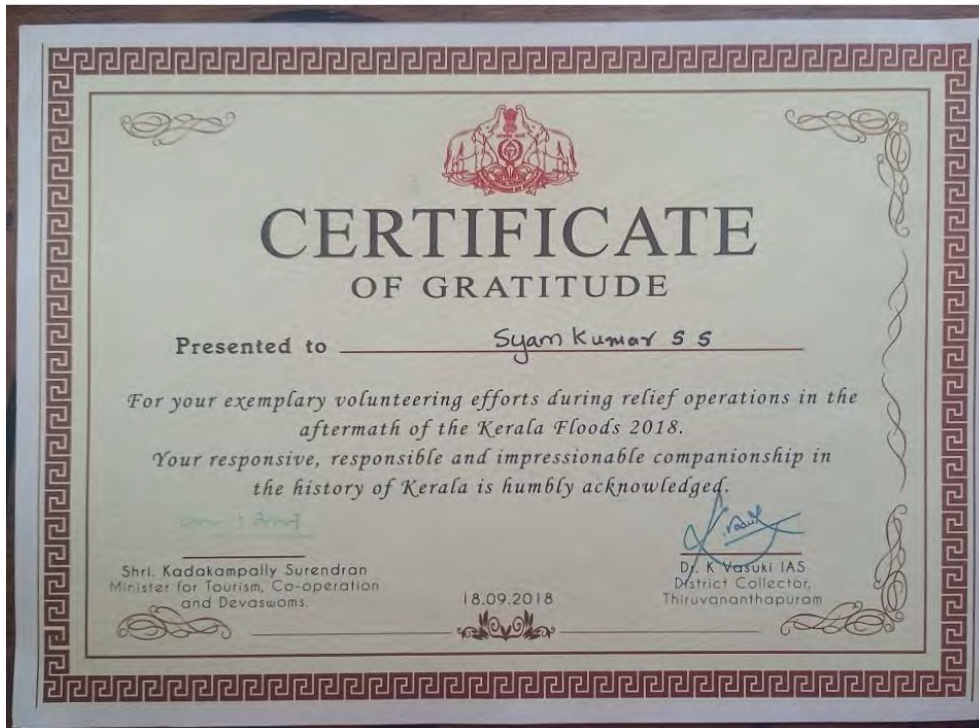 CERTIFICATE
OF GRATITUDE
Presented to Syam Kumar S S
For your exemplary volunteering efforts during relief operations in the
aftermath of the Kerala Floods 2018.
Your responsive, responsible and impressionable companionship in
the history of Kerala is humbly acknowledged.
Shri. Kadakampally Surendran
Minister for Tourism, Co-operation
and Devaswoms.
18.09.2018
Dr. K Vasuki IAS
District Collector,
Thiruvananthapuram